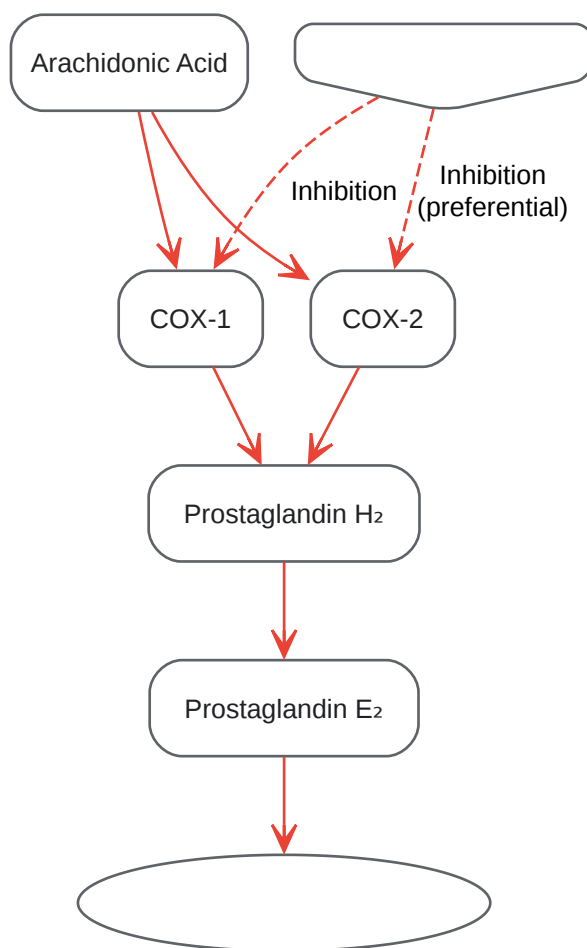 Arachidonic Acid
Inhibition
Inhibition
(preferential)
COX-1
COX-2
Prostaglandin H₂
Prostaglandin E₂